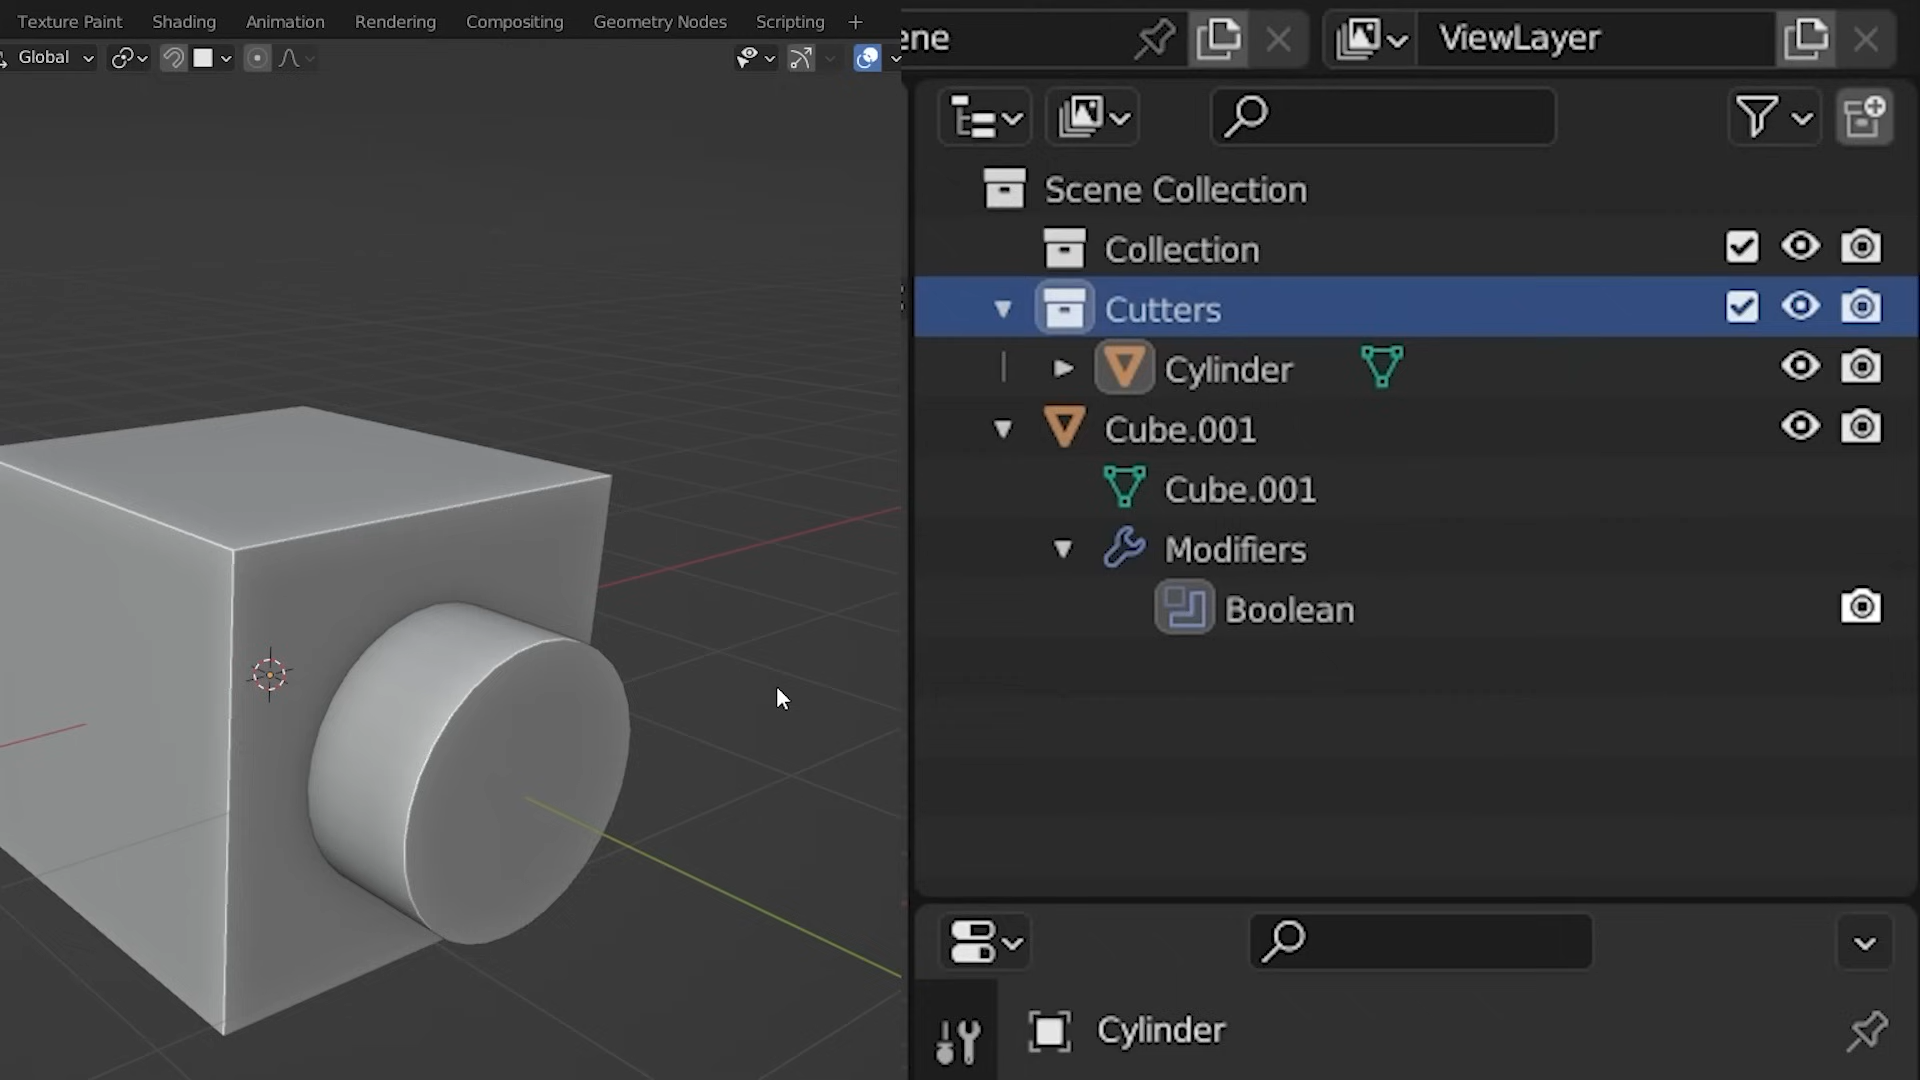 Texture Paint Shading Animation Rendering Compositing Geometry Nodes Scripting +
Global
ene
ViewLayer
Scene Collection
Collection
Cutters
Cylinder
Cube.001
Cube.001
Modifiers
Boolean
Cylinder